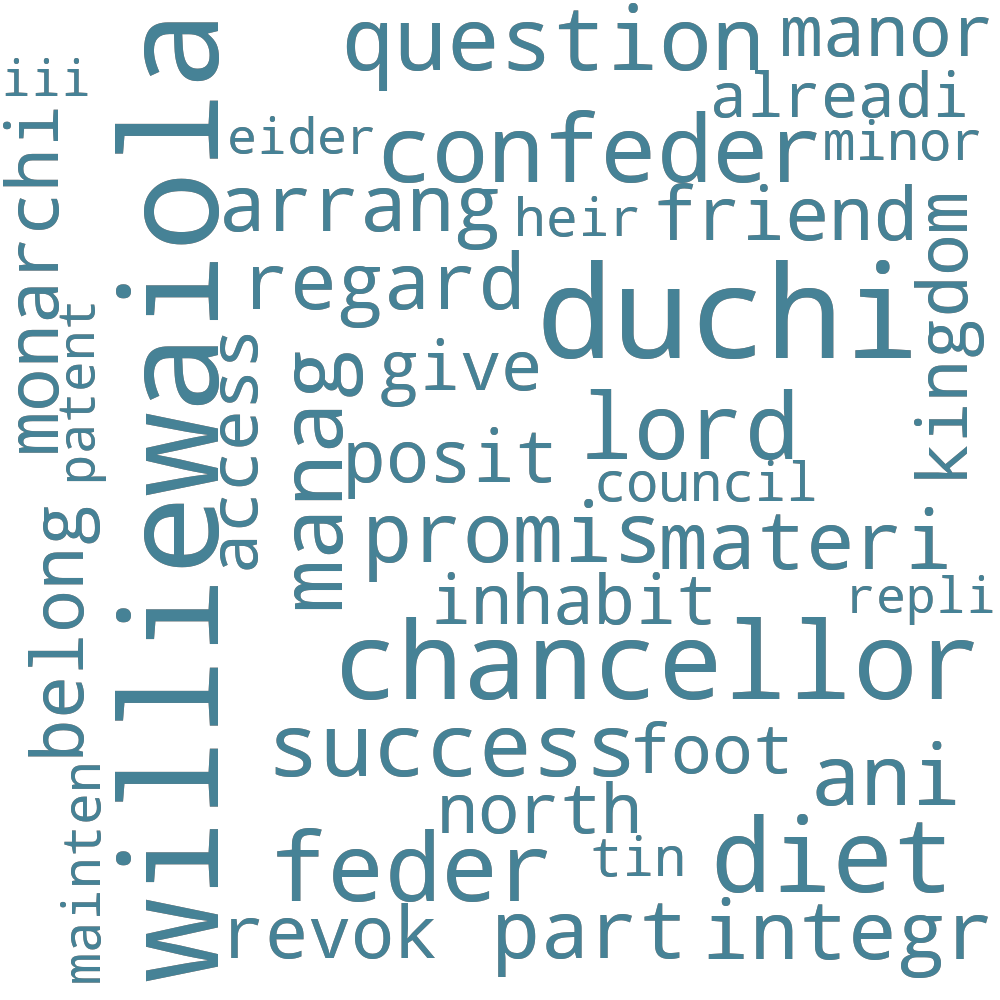 question
manor
iii
alreadi
eider
confeder
minor
monarchi
williewaiola
arrang
heir
friend
kingdom
regard
duchi
patent
access
manag
give
lord
posit
council
belong
promis
materi
inhabit
repli
chancellor
success
foot
ani
mainten
north
feder
tin
diet
revok
part
integr